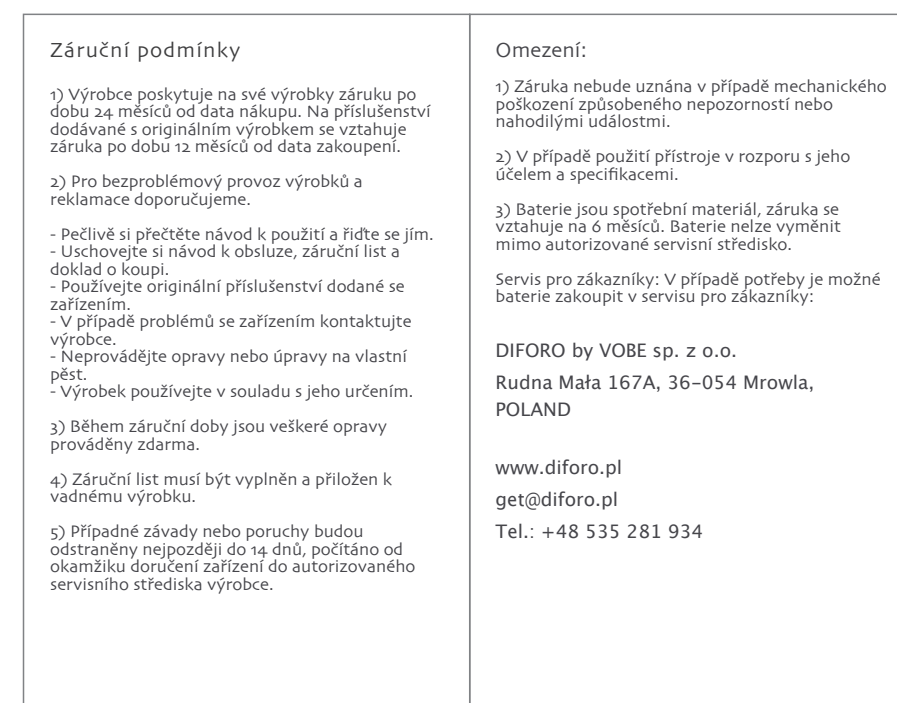 Záruční podmínky
1) Výrobce poskytuje na své výrobky záruku po
dobu 24 měsíců od data nákupu. Na příslušenství
dodávané s originálním výrobkem se vztahuje
záruka po dobu 12 měsíců od data zakoupení.
2) Pro bezproblémový provoz výrobků a
reklamace doporučujeme.
- Pečlivě si přečtěte návod k použití a řiďte se jím.
- Uschovejte si návod k obsluze, záruční list a
doklad o koupi.
- Používejte originální příslušenství dodané se
zařízením.
- V případě problémů se zařízením kontaktujte
výrobce.
- Neprovádějte opravy nebo úpravy na vlastní
pěst.
- Výrobek používejte v souladu s jeho určením.
3) Během záruční doby jsou veškeré opravy
prováděny zdarma.
4) Záruční list musí být vyplněn a přiložen k
vadnému výrobku.
5) Případné závady nebo poruchy budou
odstraněny nejpozději do 14 dnů, počítáno od
okamžiku doručení zařízení do autorizovaného
servisního střediska výrobce.
Omezení:
1) Záruka nebude uznána v případě mechanického
poškození způsobeného nepozorností nebo
nahodilými událostmi.
2) V případě použití přístroje v rozporu s jeho
účelem a specifikacemi.
3) Baterie jsou spotřební materiál, záruka se
vztahuje na 6 měsíců. Baterie nelze vyměnit
mimo autorizované servisní středisko.
Servis pro zákazníky: V případě potřeby je možné
baterie zakoupit v servisu pro zákazníky:
DIFORO by VOBE sp. z o.o.
Rudna Mała 167A, 36-054 Mrowla,
POLAND
www.diforo.pl
get@diforo.pl
Tel.: +48 535 281 934